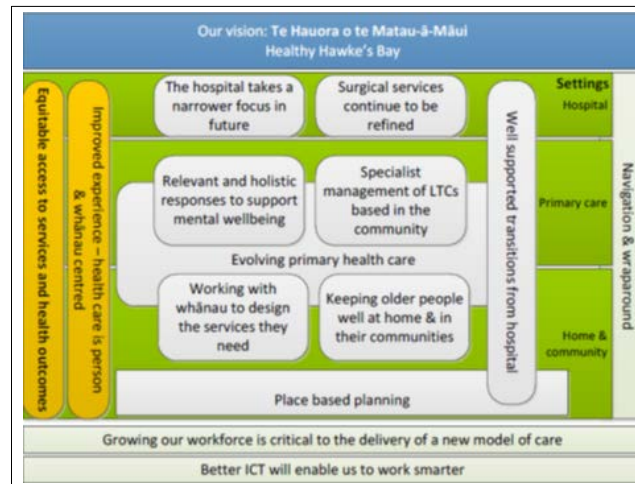 Our vision: Te Hauora o te Matau-ā-Māui
Healthy Hawke's Bay
Equitable access to services and health outcomes
Improved experience – health care is person
& whānau centred
The hospital takes a
narrower focus in
future
Surgical services
continue to be
refined
Settings
Hospital
Relevant and holistic
responses to support
mental wellbeing
Specialist
management of LTCs
based in the
community
Primary care
Evolving primary health care
Working with
whānau to design
the services they
need
Keeping older people
well at home & in
their communities
Home &
community
Place based planning
Well supported transitions from hospital
Navigation & wraparound
Growing our workforce is critical to the delivery of a new model of care
Better ICT will enable us to work smarter